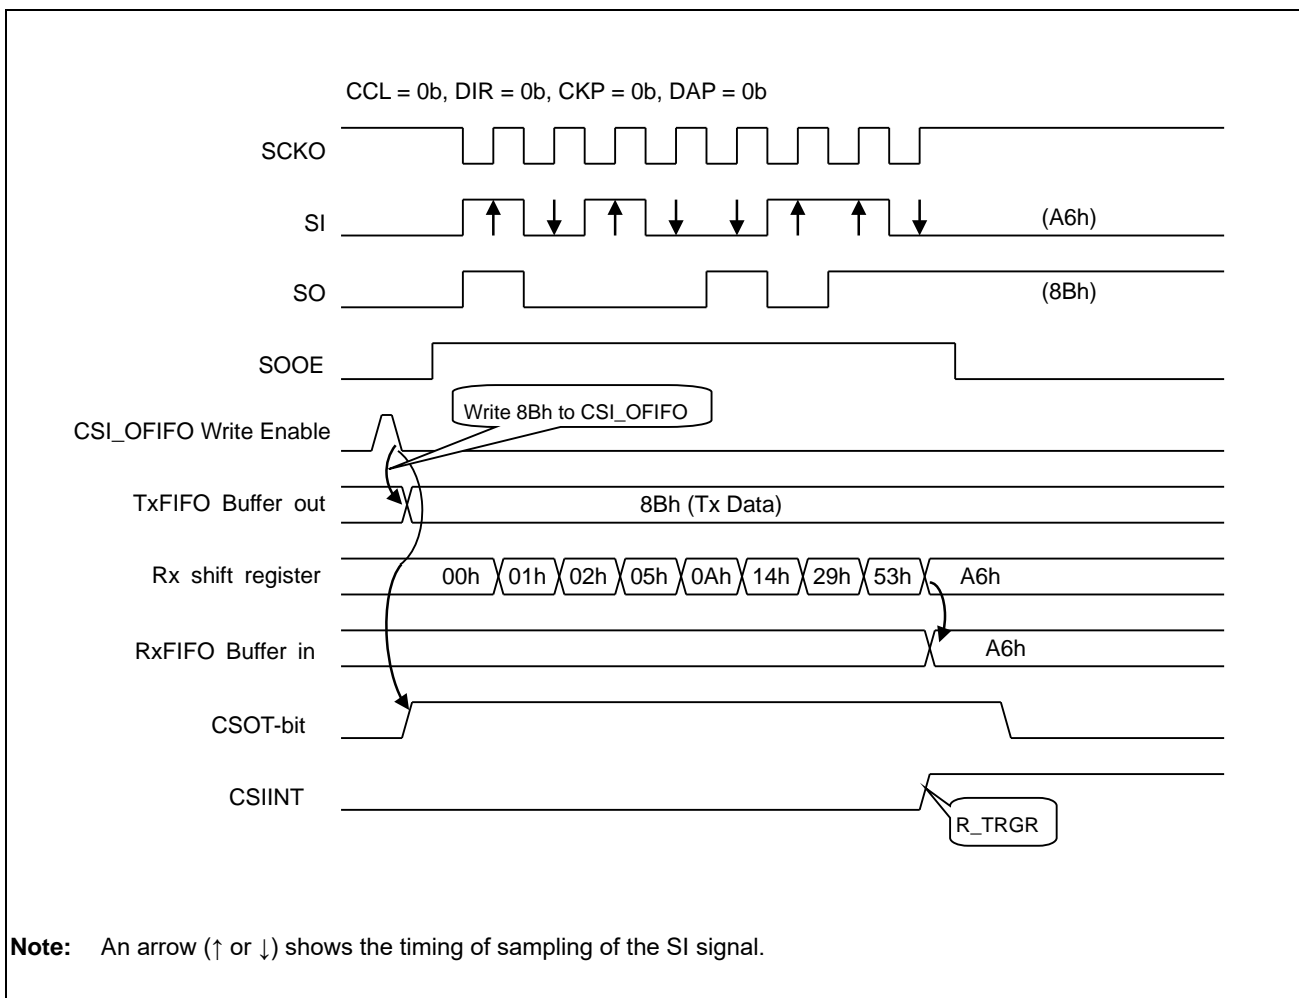 CCL = 0b, DIR = 0b, CKP = 0b, DAP = 0b
SCKO
SI
(A6h)
SO
(8Bh)
SOOE
Write 8Bh to CSI_OFIFO
CSI_OFIFO Write Enable
TxFIFO Buffer out
8Bh (Tx Data)
Rx shift register
00h 01h 02h 05h 0Ah 14h 29h 53h A6h
RxFIFO Buffer in
A6h
CSOT-bit
CSIINT
R_TRGR
Note: An arrow (↑ or ↓) shows the timing of sampling of the SI signal.